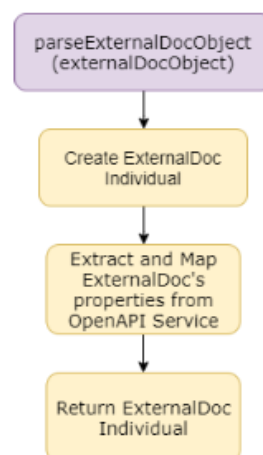 parseExternalDocObject
(externalDocObject)
Create ExternalDoc
Individual
Extract and Map
ExternalDoc's
properties from
OpenAPI Service
Return ExternalDoc
Individual